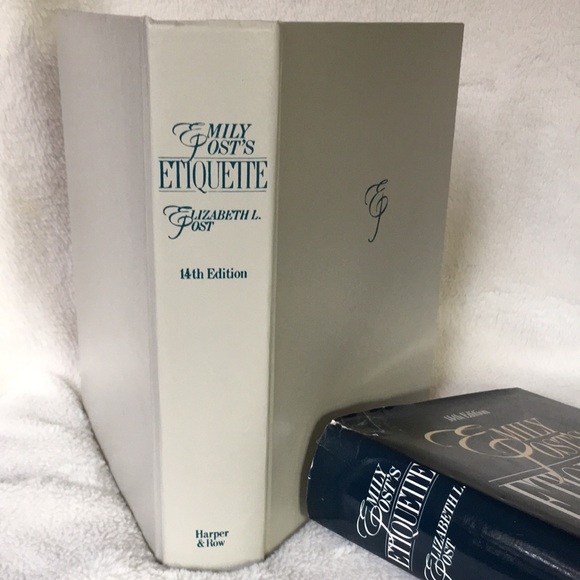 EMILY
POST'S
ETIQUETTE
ELIZABETH L.
POST
14th Edition
Harper
& Row
EP
14th Edition
EMILY
POST'S
EMILY
POST'S
ETIQUETTE
ELIZABETH L.
POST